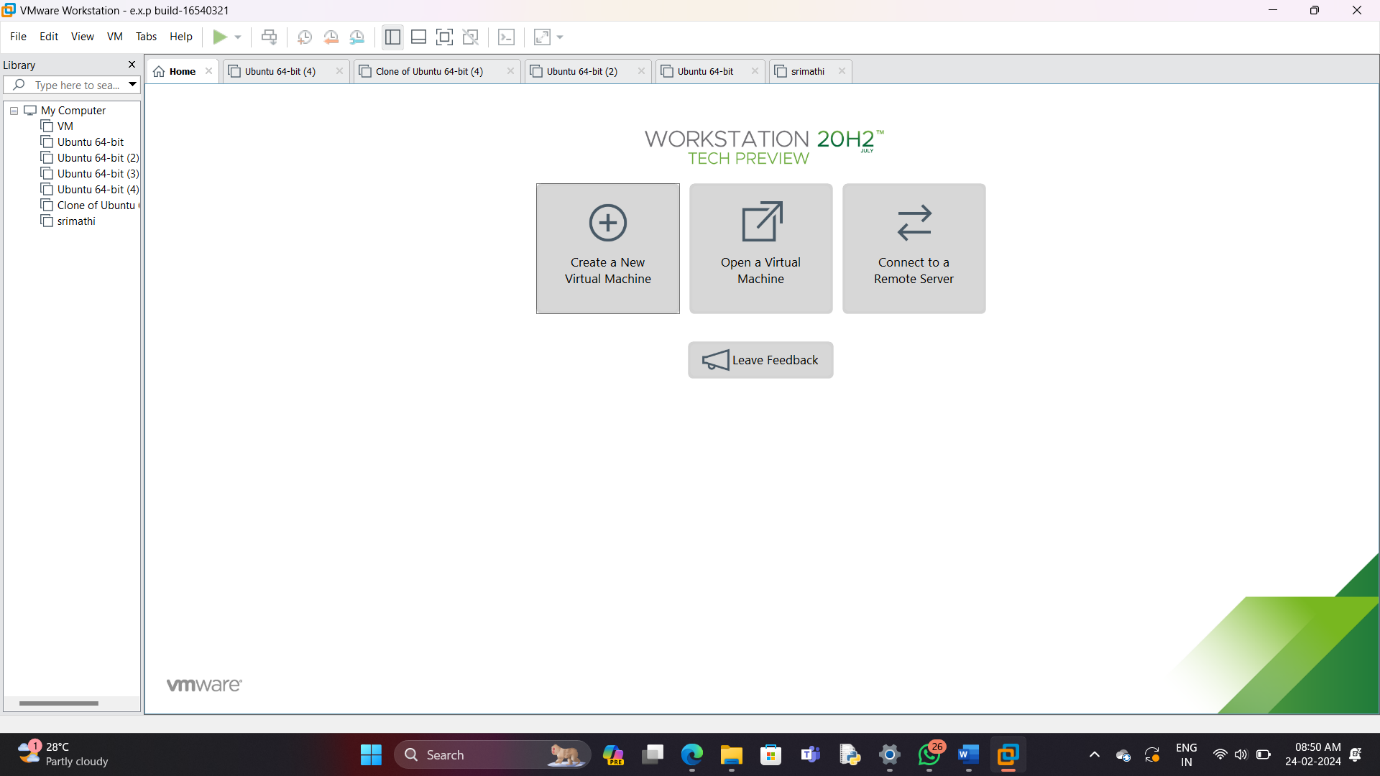 VMware Workstation - e.x.p build-16540321
File Edit View VM Tabs Help
Library
Type here to sea...
My Computer
VM
Ubuntu 64-bit
Ubuntu 64-bit (2)
Ubuntu 64-bit (3)
Ubuntu 64-bit (4)
Clone of Ubuntu
srimathi
Home Ubuntu 64-bit (4) Clone of Ubuntu 64-bit (4) Ubuntu 64-bit (2) Ubuntu 64-bit srimathi
WORKSTATION 20H2™
JULY
TECH PREVIEW
Create a New
Virtual Machine
Open a Virtual
Machine
Connect to a
Remote Server
Leave Feedback
vmware®
1 28°C
Partly cloudy
Search
PRE
26
ENG
IN
08:50 AM
24-02-2024